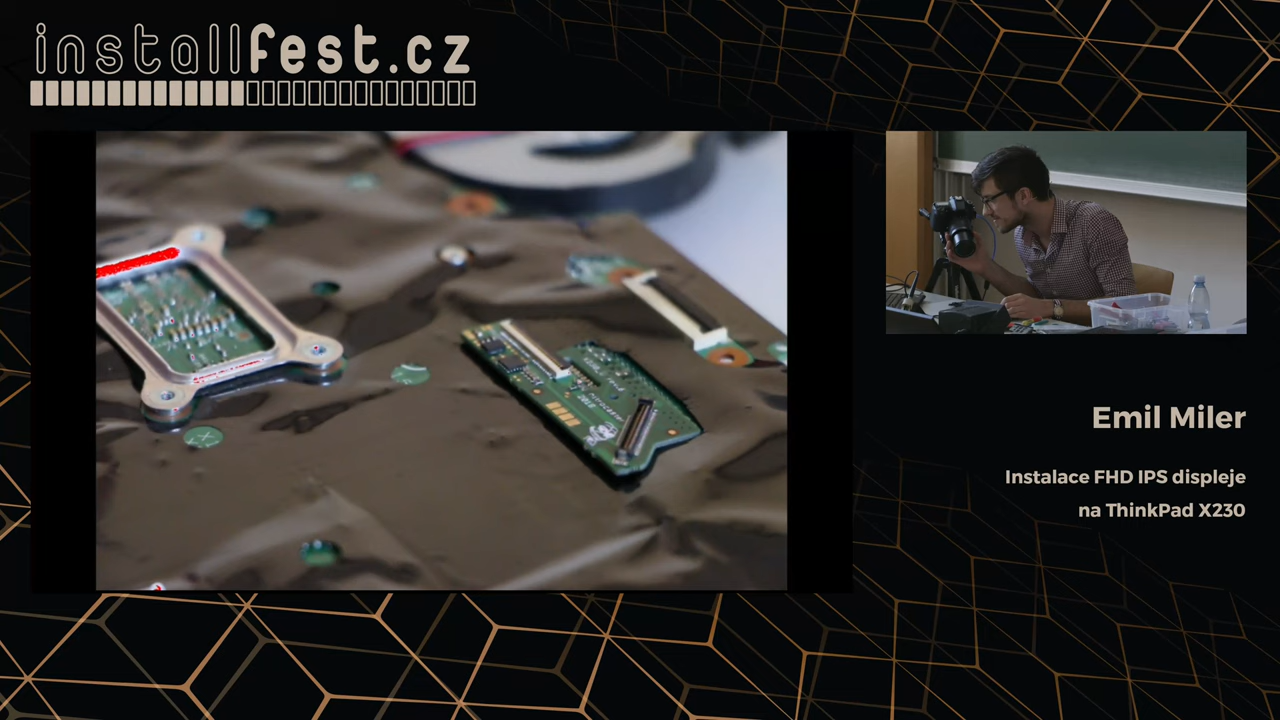 installfest.cz
Emil Miler
Instalace FHD IPS displeje
na ThinkPad X230